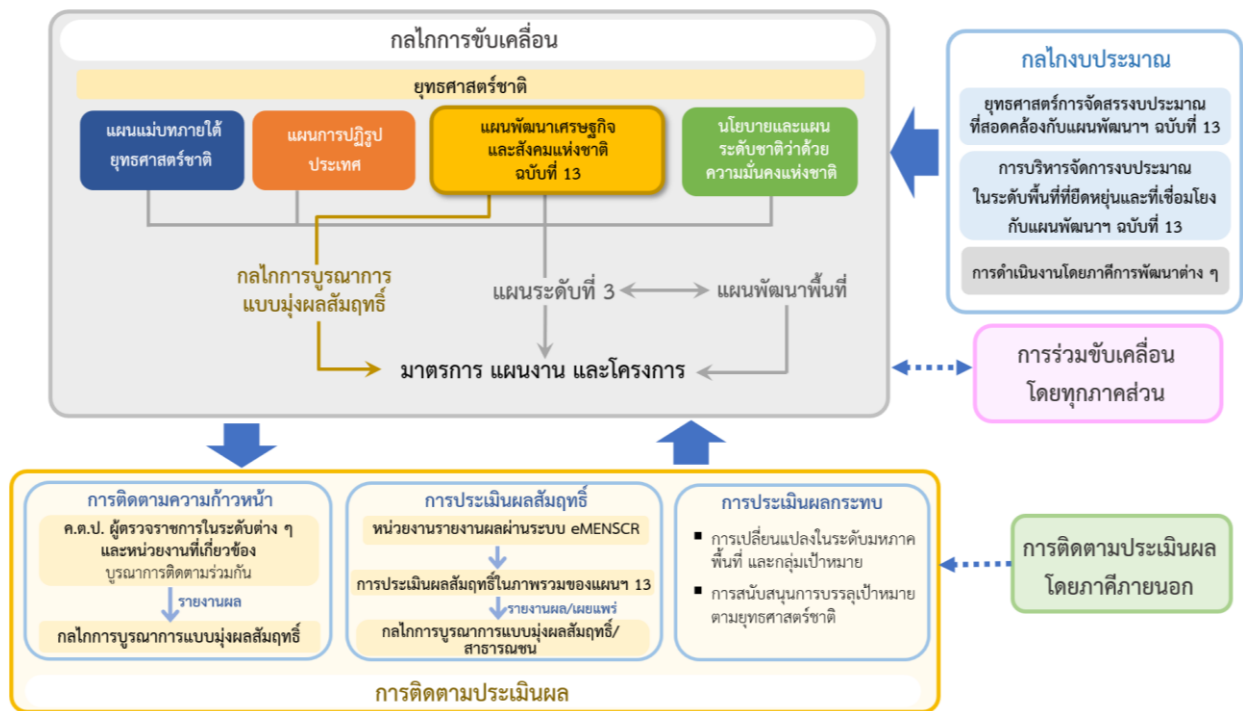 กลไกการขับเคลื่อน
ยุทธศาสตร์ชาติ
แผนแม่บทภายใต้
ยุทธศาสตร์ชาติ
แผนการปฏิรูป
ประเทศ
แผนพัฒนาเศรษฐกิจ
และสังคมแห่งชาติ
ฉบับที่ 13
นโยบายและแผน
ระดับชาติว่าด้วย
ความมั่นคงแห่งชาติ
กลไกการบูรณาการ
แบบมุ่งผลสัมฤทธิ์
แผนระดับที่ 3
แผนพัฒนาพื้นที่
มาตรการ แผนงาน และโครงการ
กลไกงบประมาณ
ยุทธศาสตร์การจัดสรรงบประมาณ
ที่สอดคล้องกับแผนพัฒนาฯ ฉบับที่ 13
การบริหารจัดการงบประมาณ
ในระดับพื้นที่ที่ยืดหยุ่นและที่เชื่อมโยง
กับแผนพัฒนาฯ ฉบับที่ 13
การดำเนินงานโดยภาคีการพัฒนาต่าง ๆ
การร่วมขับเคลื่อน
โดยทุกภาคส่วน
การติดตามความก้าวหน้า
ค.ต.ป. ผู้ตรวจราชการในระดับต่าง ๆ
และหน่วยงานที่เกี่ยวข้อง
บูรณาการติดตามร่วมกัน
รายงานผล
กลไกการบูรณาการแบบมุ่งผลสัมฤทธิ์
การประเมินผลสัมฤทธิ์
หน่วยงานรายงานผลผ่านระบบ eMENSCR
การประเมินผลสัมฤทธิ์ในภาพรวมของแผนฯ 13
รายงานผล/เผยแพร่
กลไกการบูรณาการแบบมุ่งผลสัมฤทธิ์/
สาธารณชน
การประเมินผลกระทบ
▪ การเปลี่ยนแปลงในระดับมหภาค
พื้นที่ และกลุ่มเป้าหมาย
▪ การสนับสนุนการบรรลุเป้าหมาย
ตามยุทธศาสตร์ชาติ
การติดตามประเมินผล
การติดตามประเมินผล
โดยภาคีภายนอก